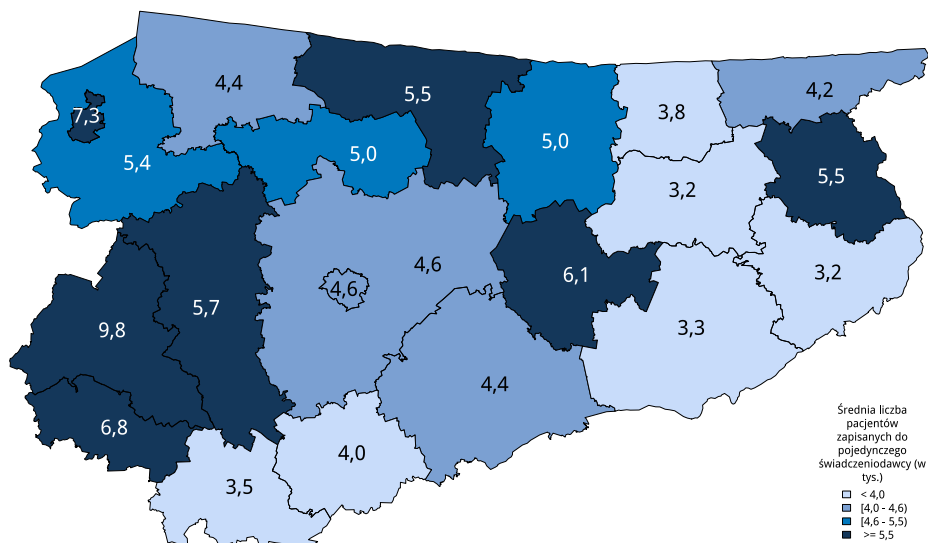 4,4
5,5
4,2
7,3
3,8
5,0
5,0
5,4
5,5
3,2
4,6
6,1
3,2
4,6
5,7
9,8
3,3
4,4
6,8
4,0
3,5
Średnia liczba
pacjentów
zapisanych do
pojedynczego
świadczeniodawcy (w
tys.)
< 4,0
[4,0 - 4,6)
[4,6 - 5,5)
>= 5,5